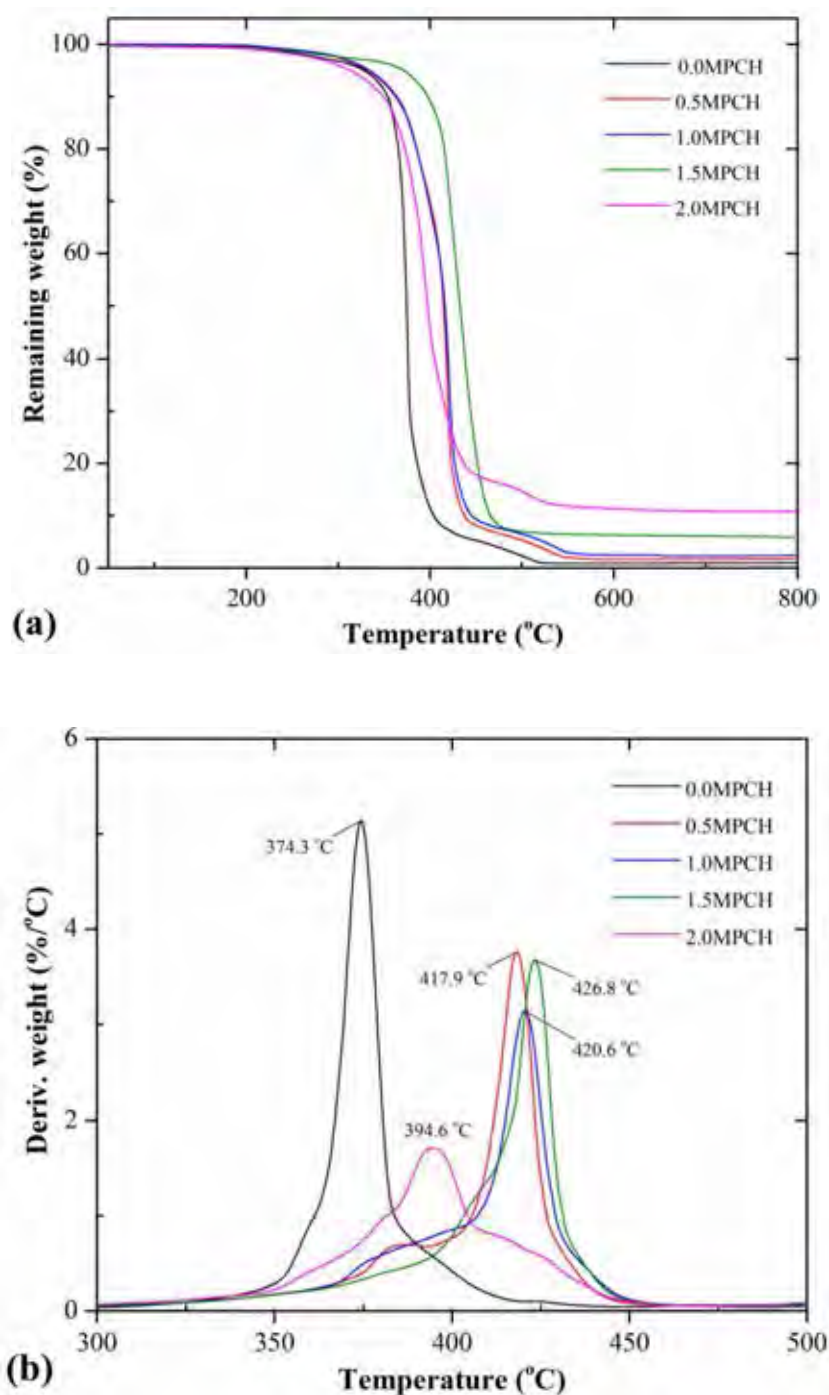 100
80
60
40
20
0
Remaining weight (%)
0.0MPCH
0.5MPCH
1.0MPCH
1.5MPCH
2.0MPCH
200
400
600
800
Temperature (°C)
(a)
6
4
2
0
Deriv. weight (%/°C)
0.0MPCH
0.5MPCH
1.0MPCH
1.5MPCH
2.0MPCH
374.3 °C
417.9 °C
426.8 °C
420.6 °C
394.6 °C
300
350
400
450
500
Temperature (°C)
(b)